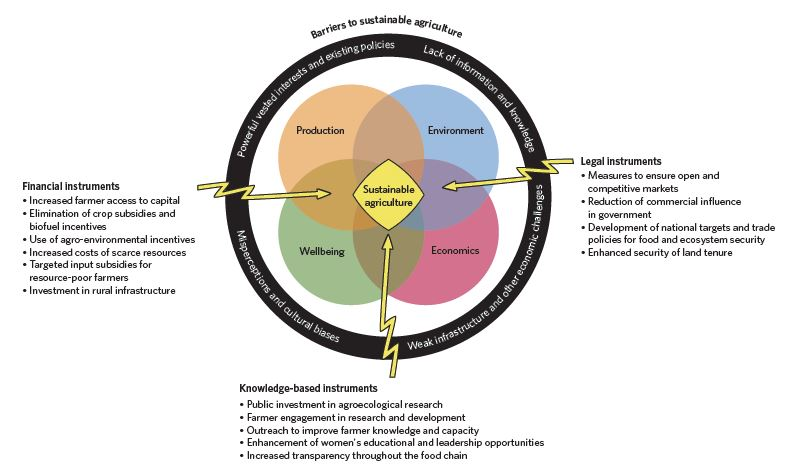 Barriers to sustainable agriculture
Powerful vested interests and existing policies
Lack of information and knowledge
Production
Environment
Sustainable
agriculture
Wellbeing
Economics
Misperceptions and cultural biases
Weak infrastructure and other economic challenges
Financial instruments
• Increased farmer access to capital
• Elimination of crop subsidies and
biofuel incentives
• Use of agro-environmental incentives
• Increased costs of scarce resources
• Targeted input subsidies for
resource-poor farmers
• Investment in rural infrastructure
Legal instruments
• Measures to ensure open and
competitive markets
• Reduction of commercial influence
in government
• Development of national targets and trade
policies for food and ecosystem security
• Enhanced security of land tenure
Knowledge-based instruments
• Public investment in agroecological research
• Farmer engagement in research and development
• Outreach to improve farmer knowledge and capacity
• Enhancement of women's educational and leadership opportunities
• Increased transparency throughout the food chain